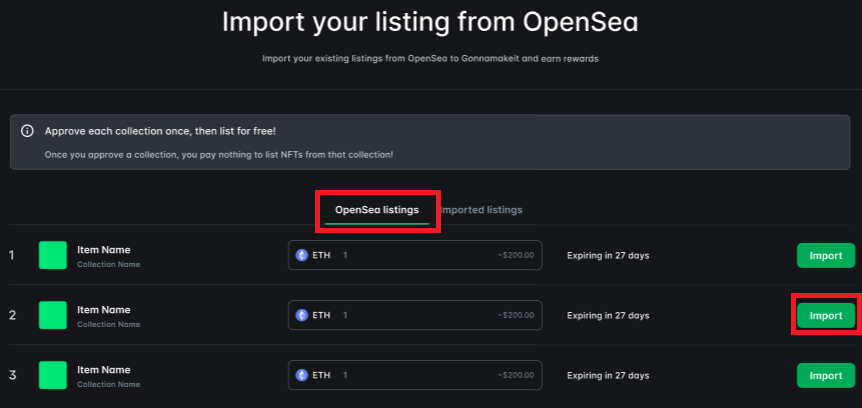 Import your listing from OpenSea
Import your existing listings from OpenSea to Gonnamakeit and earn rewards
Approve each collection once, then list for free!
Once you approve a collection, you pay nothing to list NFTs from that collection!
OpenSea listings Imported listings
1 Item Name ETH 1 ~$200.00 Expiring in 27 days Import
Collection Name
2 Item Name ETH 1 ~$200.00 Expiring in 27 days Import
Collection Name
3 Item Name ETH 1 ~$200.00 Expiring in 27 days Import
Collection Name